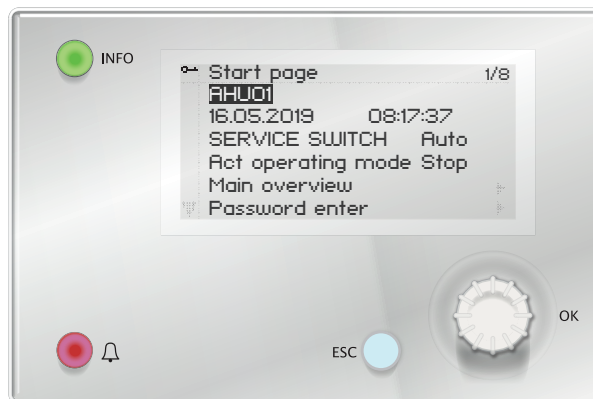 INFO
Start page 1/8
AHU01
16.05.2019 08:17:37
SERVICE SWITCH Auto
Act operating mode Stop
Main overview
Password enter
OK
ESC